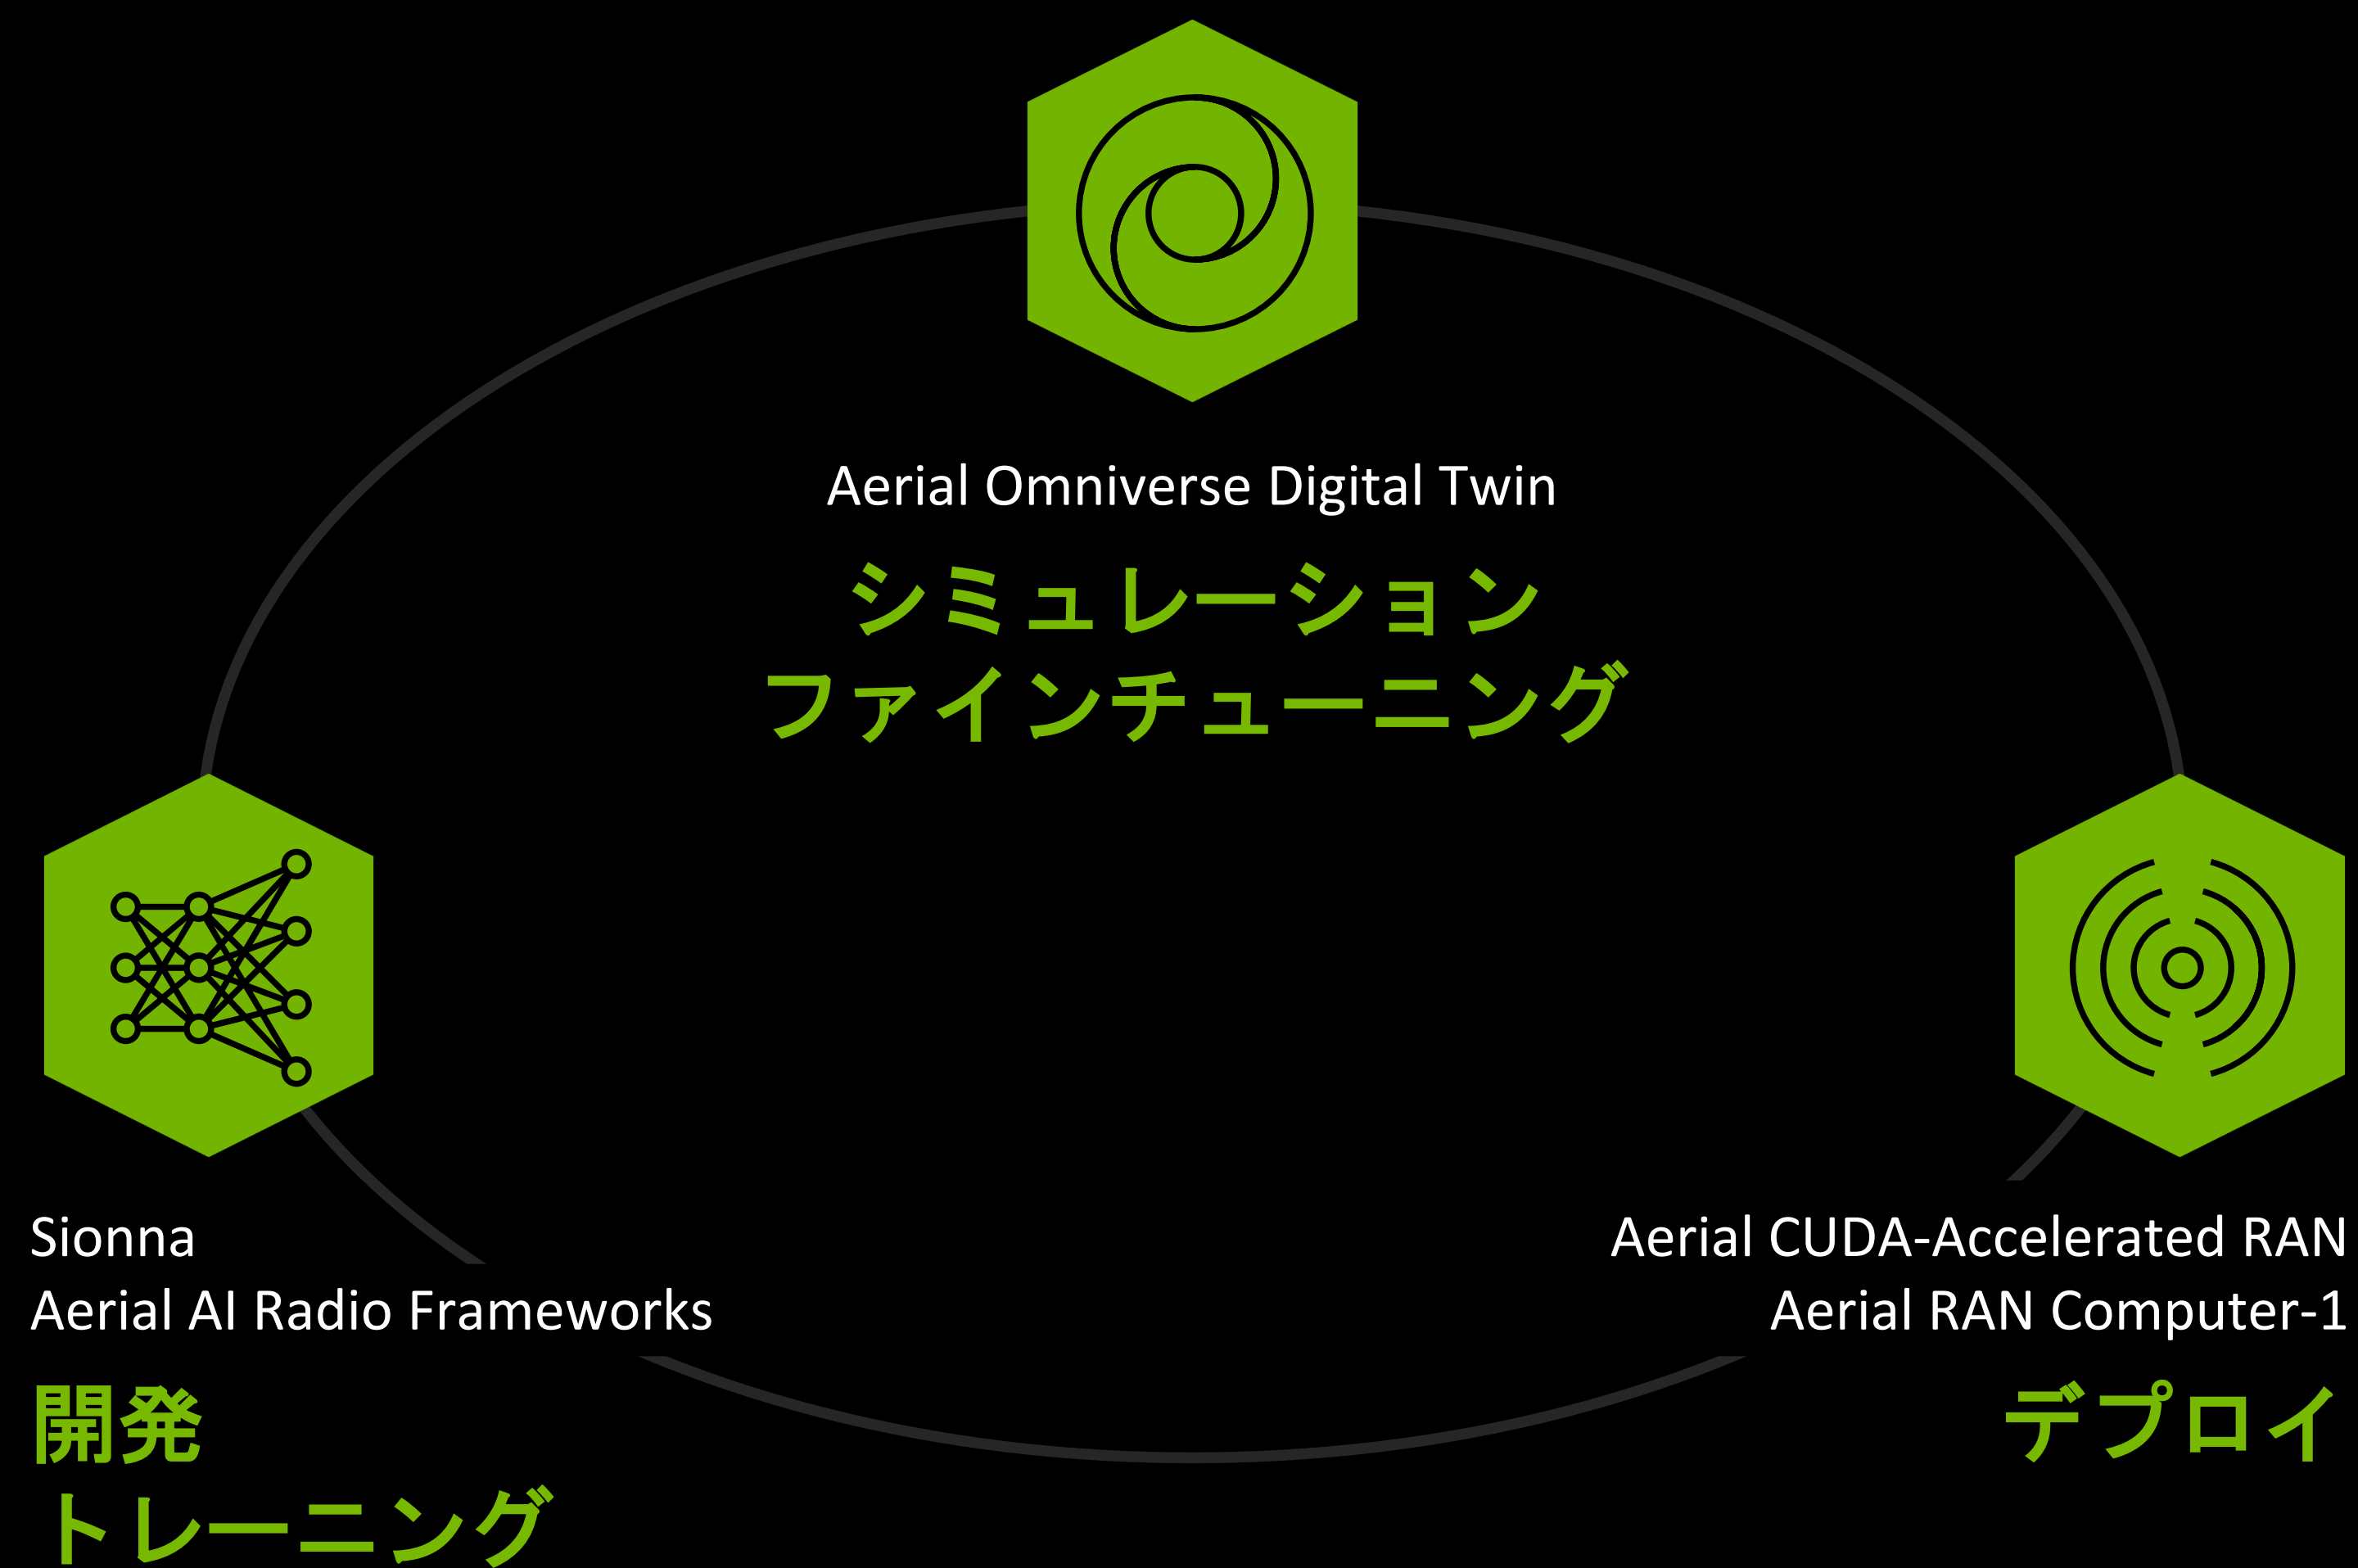 Aerial Omniverse Digital Twin
シミュレーション
ファインチューニング
Sionna
Aerial AI Radio Frameworks
開発
トレーニング
Aerial CUDA-Accelerated RAN
Aerial RAN Computer-1
デプロイ